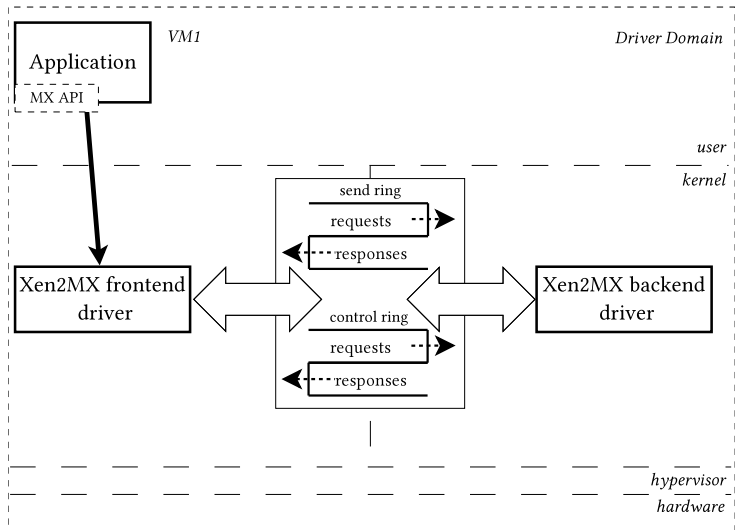 VM1
Driver Domain
Application
MX API
user
kernel
send ring
requests
responses
Xen2MX frontend
driver
Xen2MX backend
driver
control ring
requests
responses
hypervisor
hardware